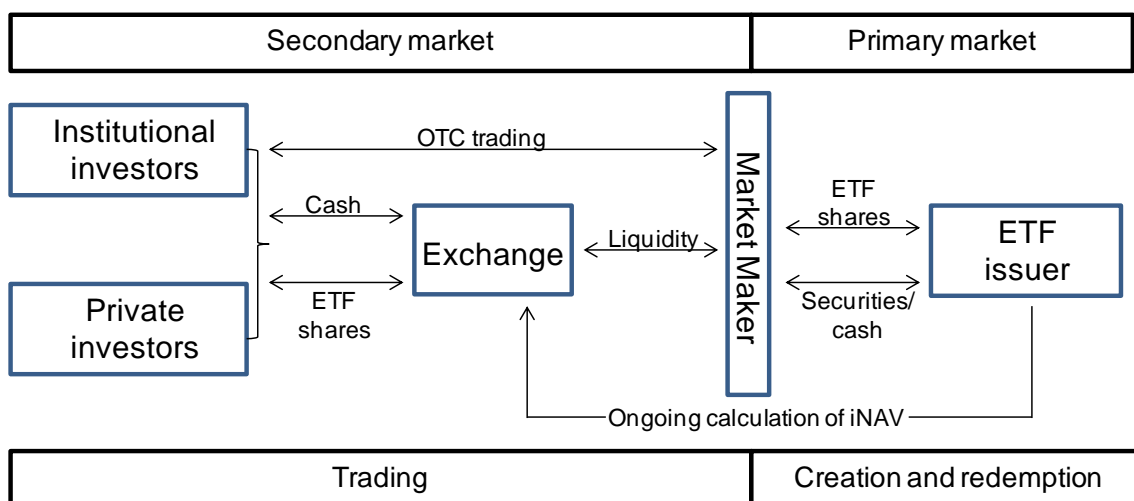 Secondary market
Primary market
Institutional
investors
OTC trading
Market Maker
Cash
ETF
shares
Exchange
Liquidity
ETF
issuer
ETF
shares
Securities/
cash
Private
investors
Ongoing calculation of iNAV
Trading
Creation and redemption